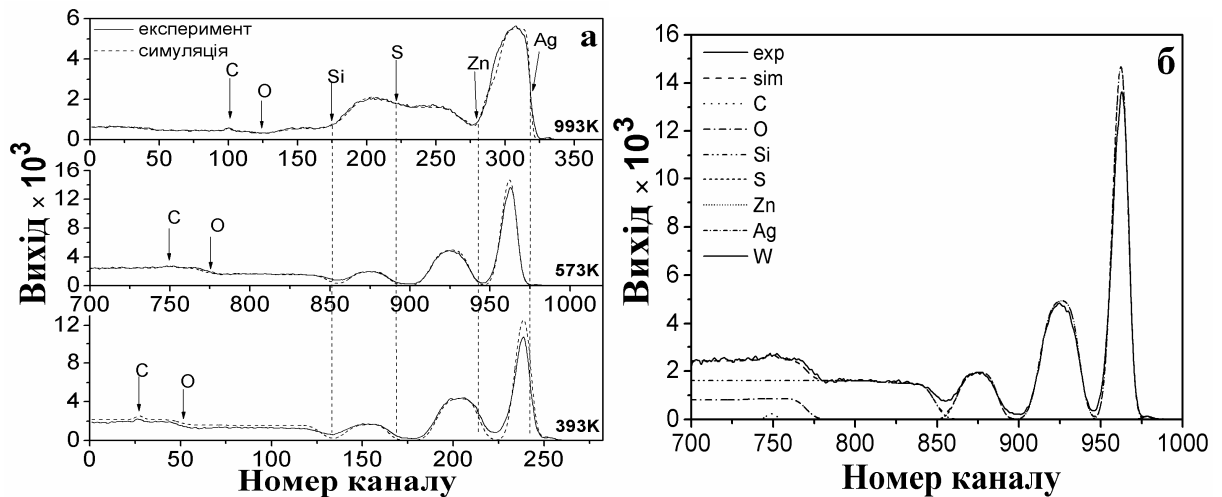 а
експеримент
симуляція
C
O
Si
S
Zn
Ag
993K
6
4
2
0
0 50 100 150 200 250 300 350
C
O
573K
16
12
8
4
0
700 750 800 850 900 950 1000
C
O
393K
12
8
4
0
0 50 100 150 200 250
Вихід × 10³
Номер каналу
б
exp
sim
C
O
Si
S
Zn
Ag
W
16
14
12
10
8
6
4
2
0
700 750 800 850 900 950 1000
Вихід × 10³
Номер каналу